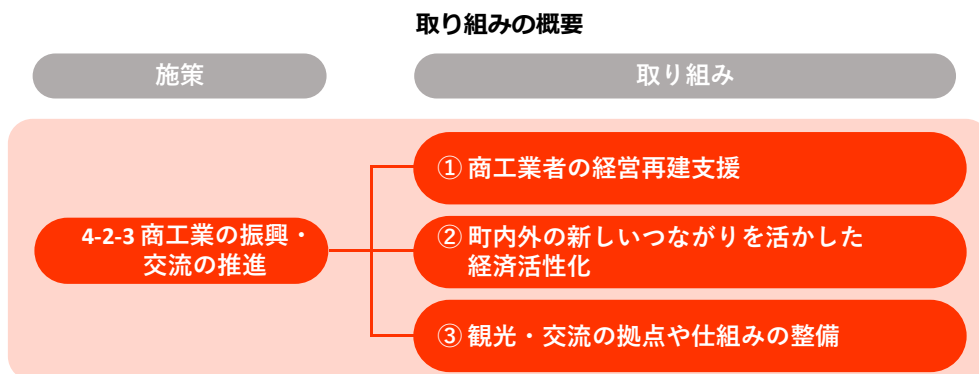 取り組みの概要
施策
取り組み
① 商工業者の経営再建支援
4-2-3 商工業の振興・
交流の推進
② 町内外の新しいつながりを活かした
経済活性化
③ 観光・交流の拠点や仕組みの整備